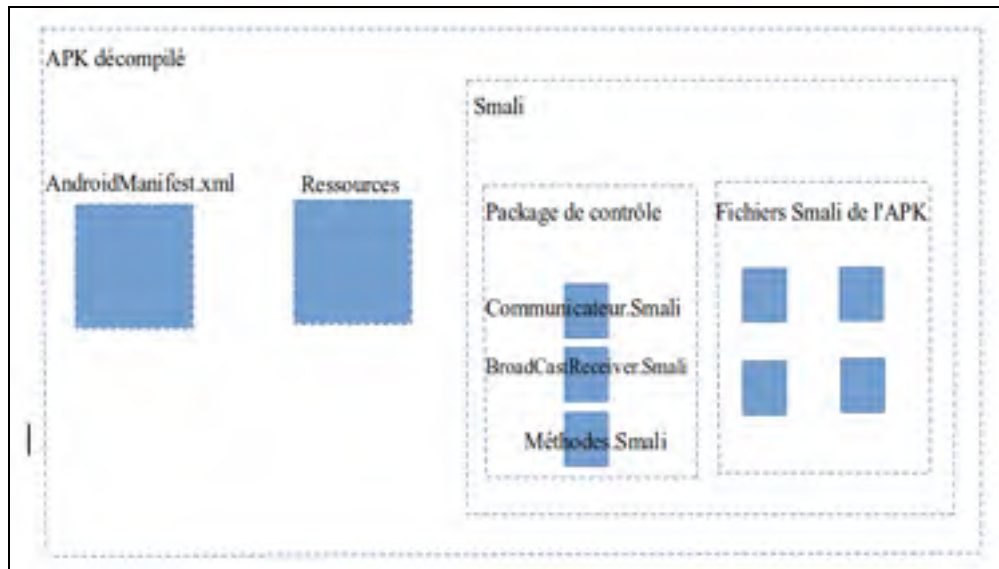 APK décompilé
Smali
AndroidManifest.xml
Ressources
Package de contrôle
Fichiers Smali de l'APK
Communicateur.Smali
BroadCastReceiver.Smali
Méthodes.Smali